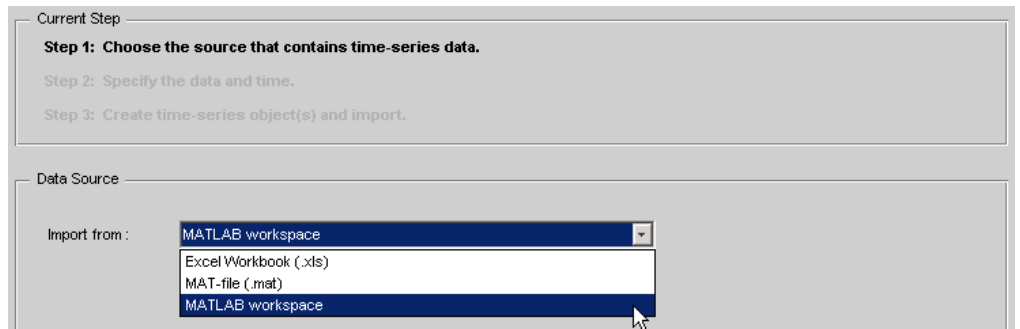 Current Step
Step 1: Choose the source that contains time-series data.
Step 2: Specify the data and time.
Step 3: Create time-series object(s) and import.
Data Source
Import from : MATLAB workspace
Excel Workbook (.xls)
MAT-file (.mat)
MATLAB workspace